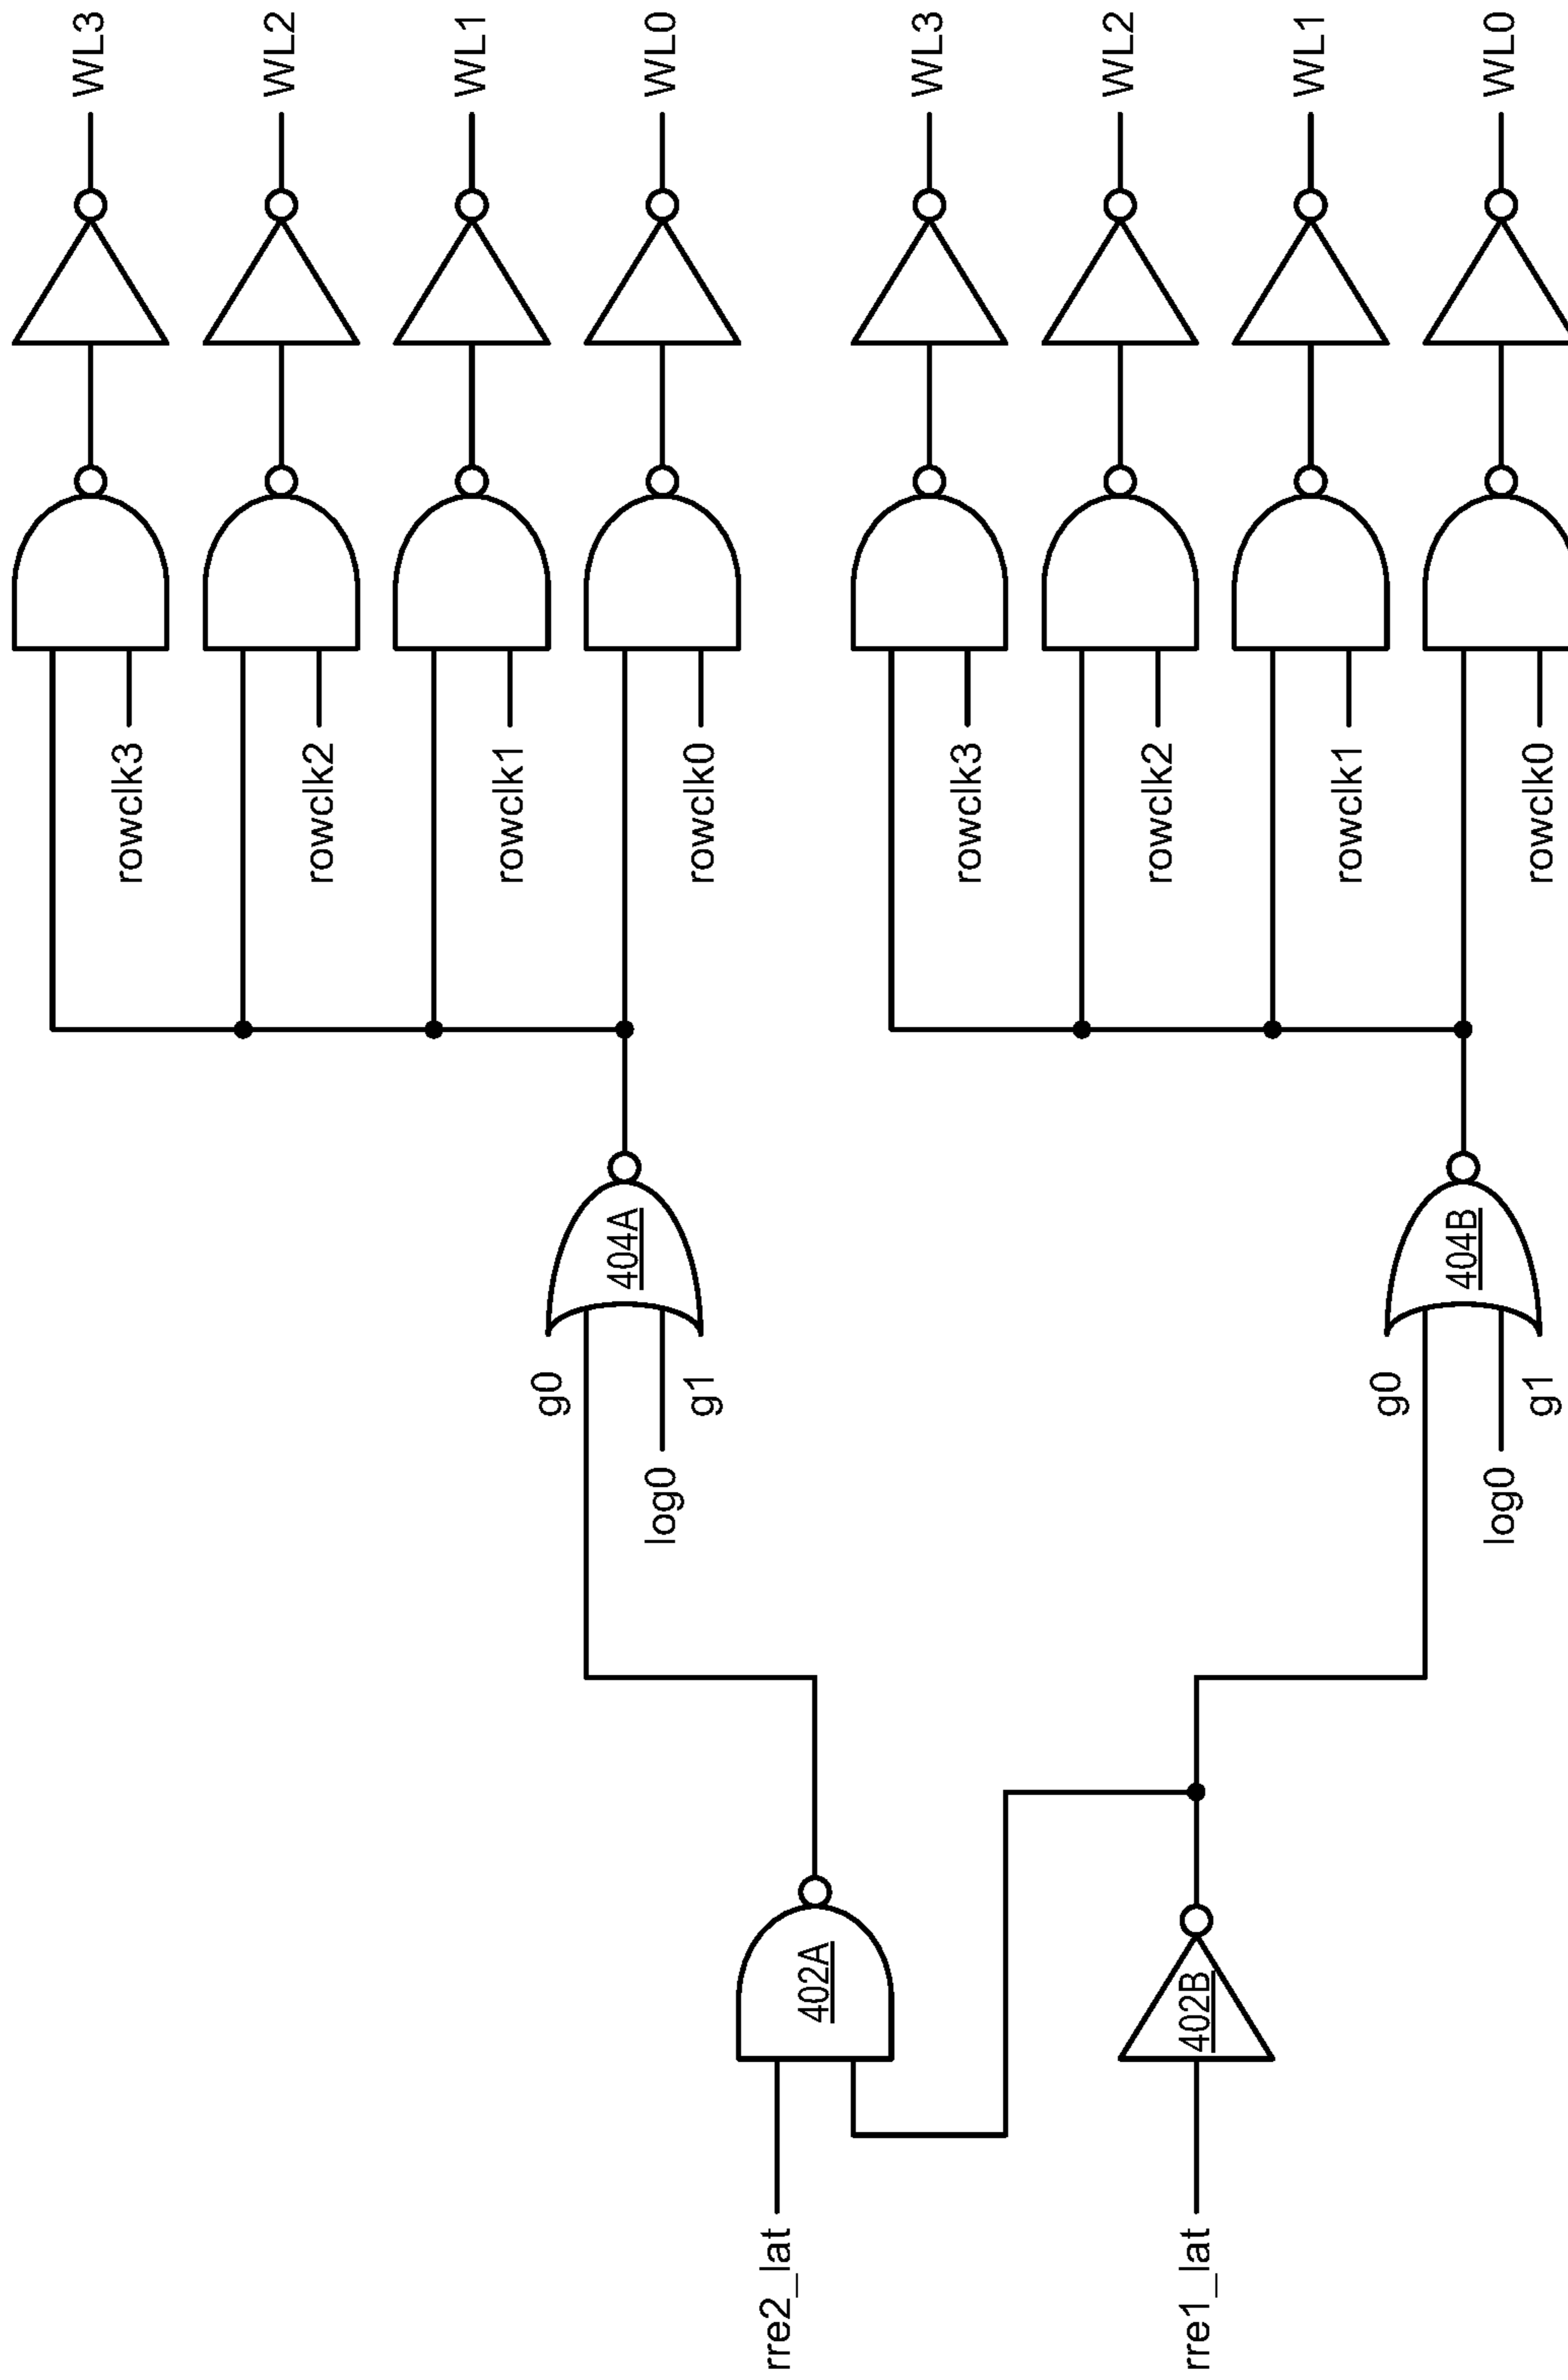 WL3
WL2
WL1
WL0
WL3
WL2
WL1
WL0
rowclk3
rowclk2
rowclk1
rowclk0
rowclk3
rowclk2
rowclk1
rowclk0
404A
404B
g0
g1
g0
g1
log0
log0
402A
402B
rre2_lat
rre1_lat